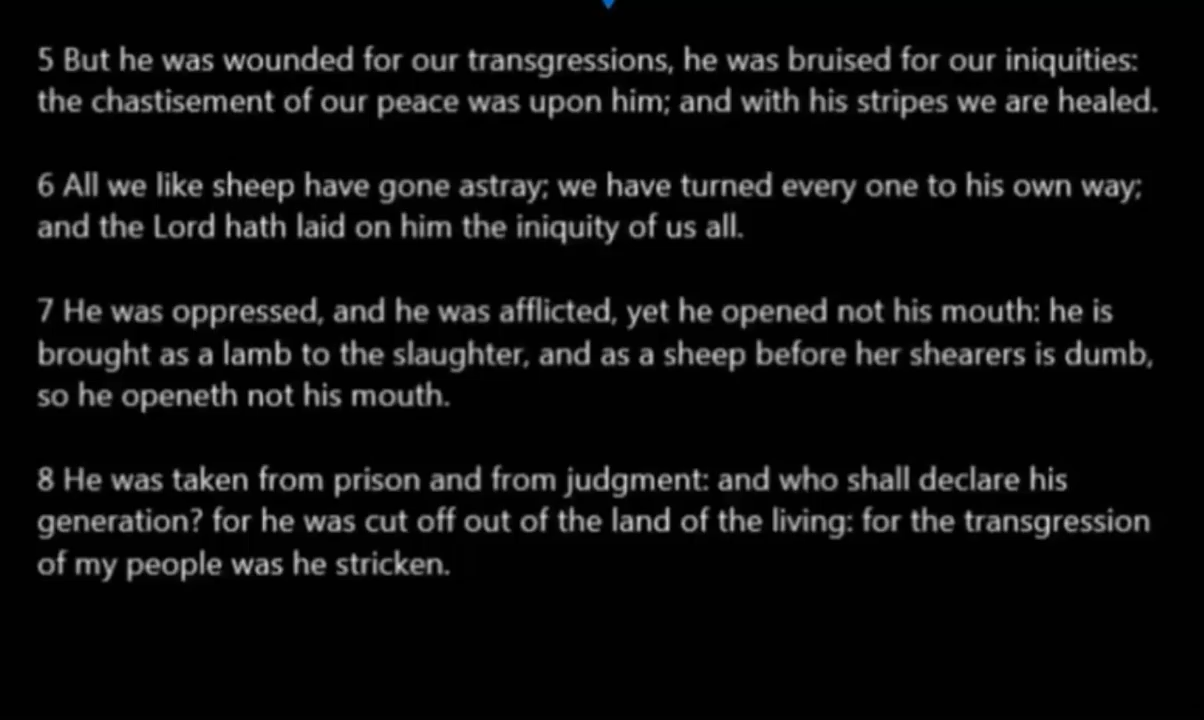 5 But he was wounded for our transgressions, he was bruised for our iniquities:
the chastisement of our peace was upon him; and with his stripes we are healed.
6 All we like sheep have gone astray; we have turned every one to his own way;
and the Lord hath laid on him the iniquity of us all.
7 He was oppressed, and he was afflicted, yet he opened not his mouth: he is
brought as a lamb to the slaughter, and as a sheep before her shearers is dumb,
so he openeth not his mouth.
8 He was taken from prison and from judgment: and who shall declare his
generation? for he was cut off out of the land of the living: for the transgression
of my people was he stricken.